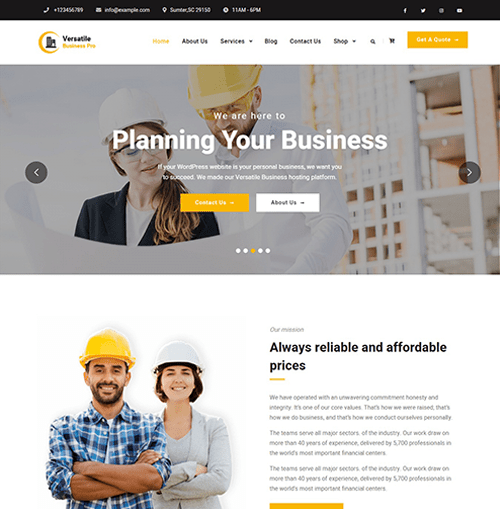 +123456789 info@example.com Sumter,SC 29150 11AM - 6PM
Versatile
Business Pro
Home About Us Services Blog Contact Us Shop Get A Quote →
We are here to
Planning Your Business
If your WordPress website is your personal business, we want you
to succeed. We made our Versatile Business hosting platform.
Contact Us → About Us →
Our mission
Always reliable and affordable
prices
We have operated with an unwavering commitment honesty and
integrity. It's one of our core values. That's how we were raised, that's
how we do business, and that's how we conduct ourselves personally.
The teams serve all major sectors. of the industry. Our work draw on
more than 40 years of experience, delivered by 5,700 professionals in
the world's most important financial centers.
The teams serve all major sectors. of the industry. Our work draw on
more than 40 years of experience, delivered by 5,700 professionals in
the world's most important financial centers.